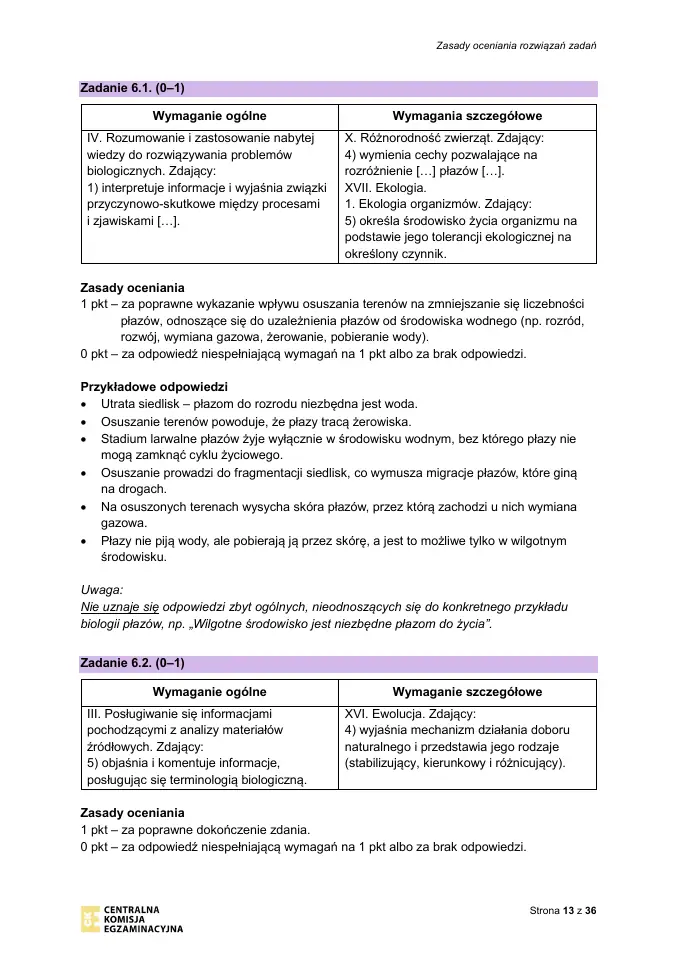 Zasady oceniania rozwiązań zadań
Zadanie 6.1. (0–1)
Wymaganie ogólne
Wymagania szczegółowe
IV. Rozumowanie i zastosowanie nabytej
wiedzy do rozwiązywania problemów
biologicznych. Zdający:
1) interpretuje informacje i wyjaśnia związki
przyczynowo-skutkowe między procesami
i zjawiskami […].
X. Różnorodność zwierząt. Zdający:
4) wymienia cechy pozwalające na
rozróżnienie […] płazów […].
XVII. Ekologia.
1. Ekologia organizmów. Zdający:
5) określa środowisko życia organizmu na
podstawie jego tolerancji ekologicznej na
określony czynnik.
Zasady oceniania
1 pkt – za poprawne wykazanie wpływu osuszania terenów na zmniejszanie się liczebności
płazów, odnoszące się do uzależnienia płazów od środowiska wodnego (np. rozród,
rozwój, wymiana gazowa, żerowanie, pobieranie wody).
0 pkt – za odpowiedź niespełniającą wymagań na 1 pkt albo za brak odpowiedzi.
Przykładowe odpowiedzi
• Utrata siedlisk – płazom do rozrodu niezbędna jest woda.
• Osuszanie terenów powoduje, że płazy tracą żerowiska.
• Stadium larwalne płazów żyje wyłącznie w środowisku wodnym, bez którego płazy nie
mogą zamknąć cyklu życiowego.
• Osuszanie prowadzi do fragmentacji siedlisk, co wymusza migracje płazów, które giną
na drogach.
• Na osuszonych terenach wysycha skóra płazów, przez którą zachodzi u nich wymiana
gazowa.
• Płazy nie piją wody, ale pobierają ją przez skórę, a jest to możliwe tylko w wilgotnym
środowisku.
Uwaga:
Nie uznaje się odpowiedzi zbyt ogólnych, nieodnoszących się do konkretnego przykładu
biologii płazów, np. „Wilgotne środowisko jest niezbędne płazom do życia”.
Zadanie 6.2. (0–1)
Wymaganie ogólne
Wymaganie szczegółowe
III. Posługiwanie się informacjami
pochodzącymi z analizy materiałów
źródłowych. Zdający:
5) objaśnia i komentuje informacje,
posługując się terminologią biologiczną.
XVI. Ewolucja. Zdający:
4) wyjaśnia mechanizm działania doboru
naturalnego i przedstawia jego rodzaje
(stabilizujący, kierunkowy i różnicujący).
Zasady oceniania
1 pkt – za poprawne dokończenie zdania.
0 pkt – za odpowiedź niespełniającą wymagań na 1 pkt albo za brak odpowiedzi.
CKE
CENTRALNA
KOMISJA
EGZAMINACYJNA
Strona 13 z 36